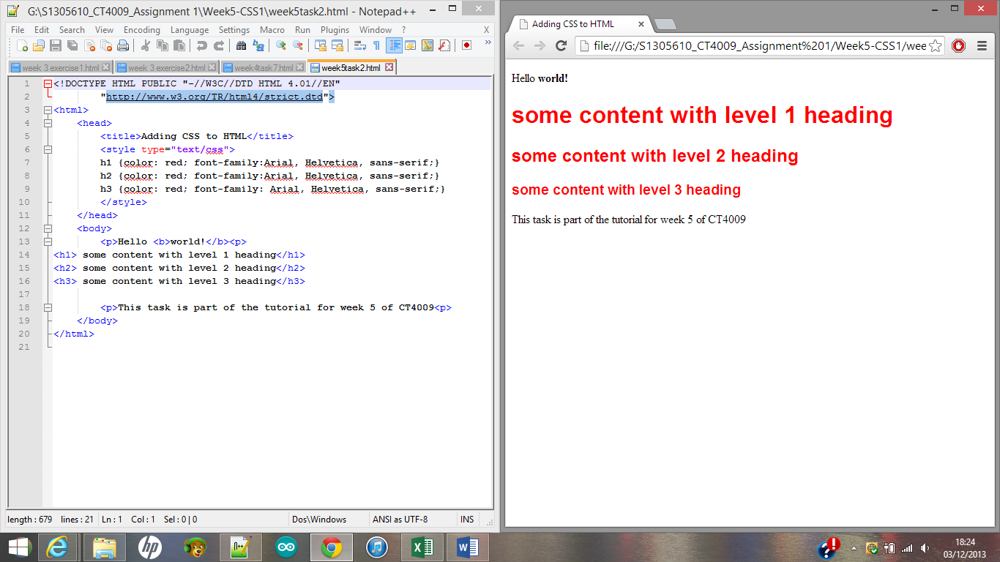 G:\S1305610_CT4009_Assignment 1\Week5-CSS1\week5task2.html - Notepad++
File Edit Search View Encoding Language Settings Macro Run Plugins Window ? X
week 3 exercise1.html week 3 exercise2.html week4task7.html week5task2.html
1 <!DOCTYPE HTML PUBLIC "-//W3C//DTD HTML 4.01//EN"
2 "http://www.w3.org/TR/html4/strict.dtd">
3 <html>
4 <head>
5 <title>Adding CSS to HTML</title>
6 <style type="text/css">
7 h1 {color: red; font-family:Arial, Helvetica, sans-serif;}
8 h2 {color: red; font-family:Arial, Helvetica, sans-serif;}
9 h3 {color: red; font-family: Arial, Helvetica, sans-serif;}
10 </style>
11 </head>
12 <body>
13 <p>Hello <b>world!</b><p>
14 <h1> some content with level 1 heading</h1>
15 <h2> some content with level 2 heading</h2>
16 <h3> some content with level 3 heading</h3>
17
18 <p>This task is part of the tutorial for week 5 of CT4009<p>
19 </body>
20 </html>
21
length : 679 lines : 21 Ln : 1 Col : 1 Sel : 0 | 0 Dos\Windows ANSI as UTF-8 INS
Adding CSS to HTML
file:///G:/S1305610_CT4009_Assignment%201/Week5-CSS1/wee
Hello world!
some content with level 1 heading
some content with level 2 heading
some content with level 3 heading
This task is part of the tutorial for week 5 of CT4009
18:24
03/12/2013